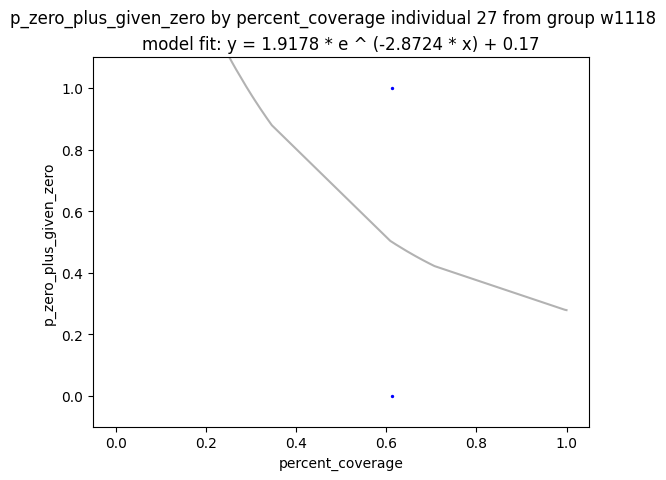 p_zero_plus_given_zero by percent_coverage individual 27 from group w1118
model fit: y = 1.9178 * e ^ (-2.8724 * x) + 0.17
1.0
0.8
0.6
0.4
0.2
0.0
p_zero_plus_given_zero
0.0 0.2 0.4 0.6 0.8 1.0
percent_coverage